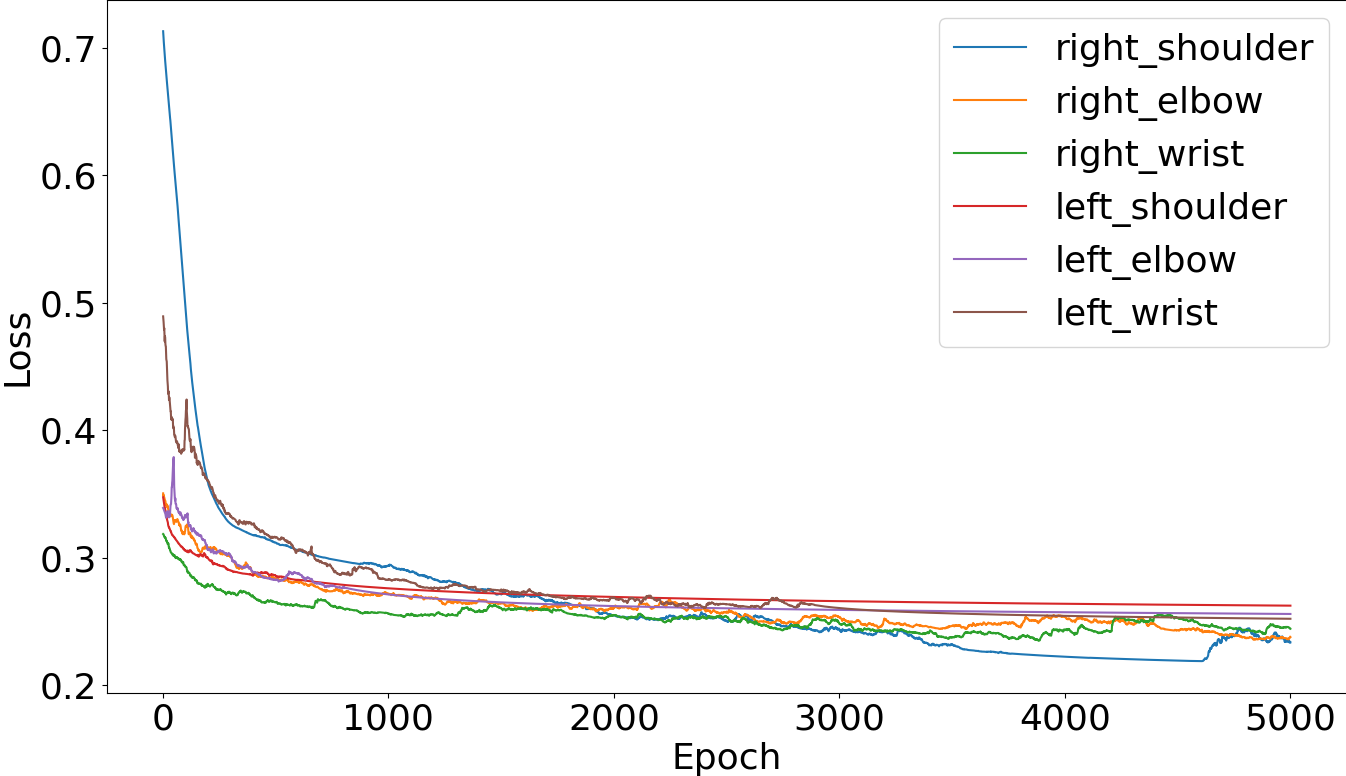 0.7
0.6
0.5
0.4
0.3
0.2
Loss
right_shoulder
right_elbow
right_wrist
left_shoulder
left_elbow
left_wrist
0 1000 2000 3000 4000 5000
Epoch